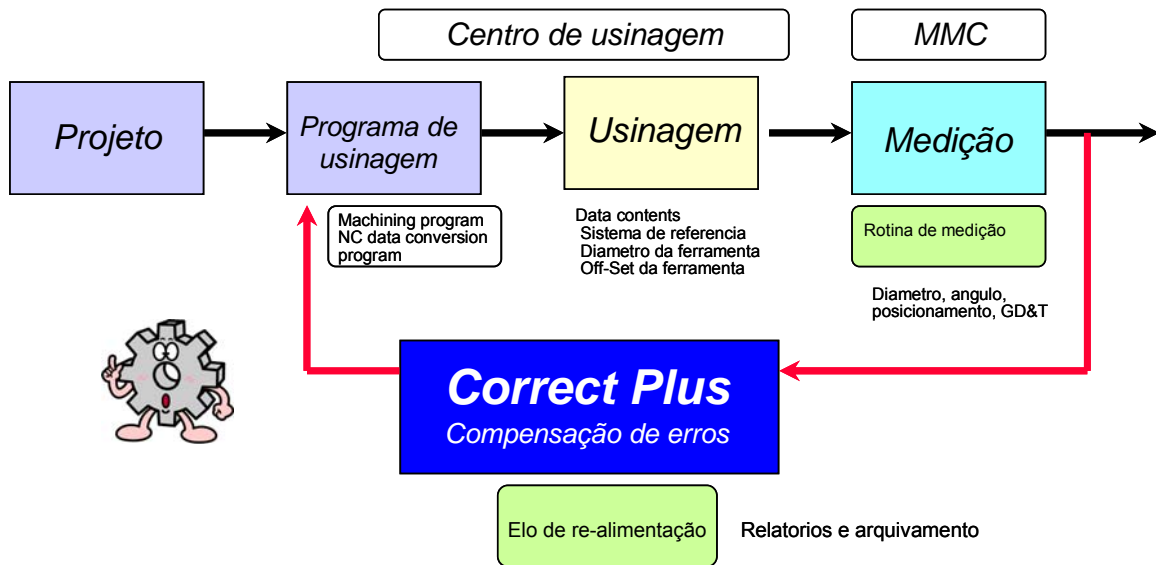 Centro de usinagem
MMC
Projeto
Programa de
usinagem
Usinagem
Medição
Machining program
NC data conversion
program
Data contents
Sistema de referencia
Diametro da ferramenta
Off-Set da ferramenta
Rotina de medição
Diametro, angulo,
posicionamento, GD&T
Correct Plus
Compensação de erros
Elo de re-alimentação
Relatorios e arquivamento